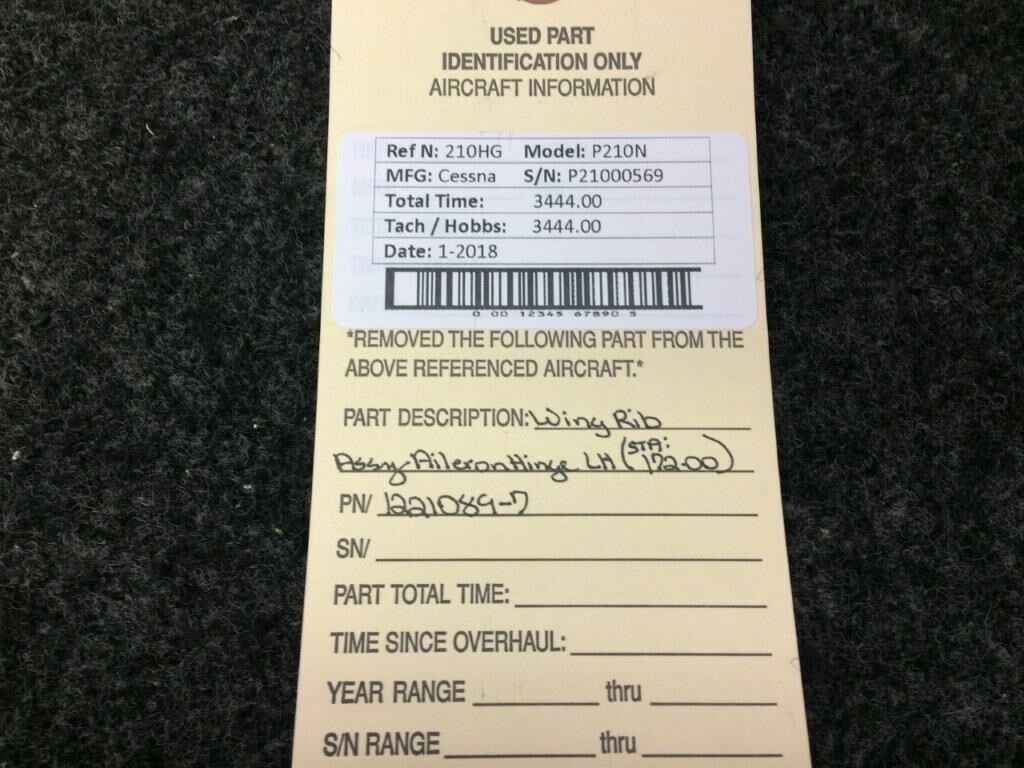 USED PART
IDENTIFICATION ONLY
AIRCRAFT INFORMATION
Ref N: 210HG Model: P210N
MFG: Cessna S/N: P21000569
Total Time: 3444.00
Tach / Hobbs: 3444.00
Date: 1-2018
0 00 12345 67890 5
*REMOVED THE FOLLOWING PART FROM THE
ABOVE REFERENCED AIRCRAFT.*
PART DESCRIPTION: Wing Rib
Assy-Aileron Hinge LH (STA: 172.00)
PN/ 1221089-7
SN/
PART TOTAL TIME:
TIME SINCE OVERHAUL:
YEAR RANGE thru
S/N RANGE thru